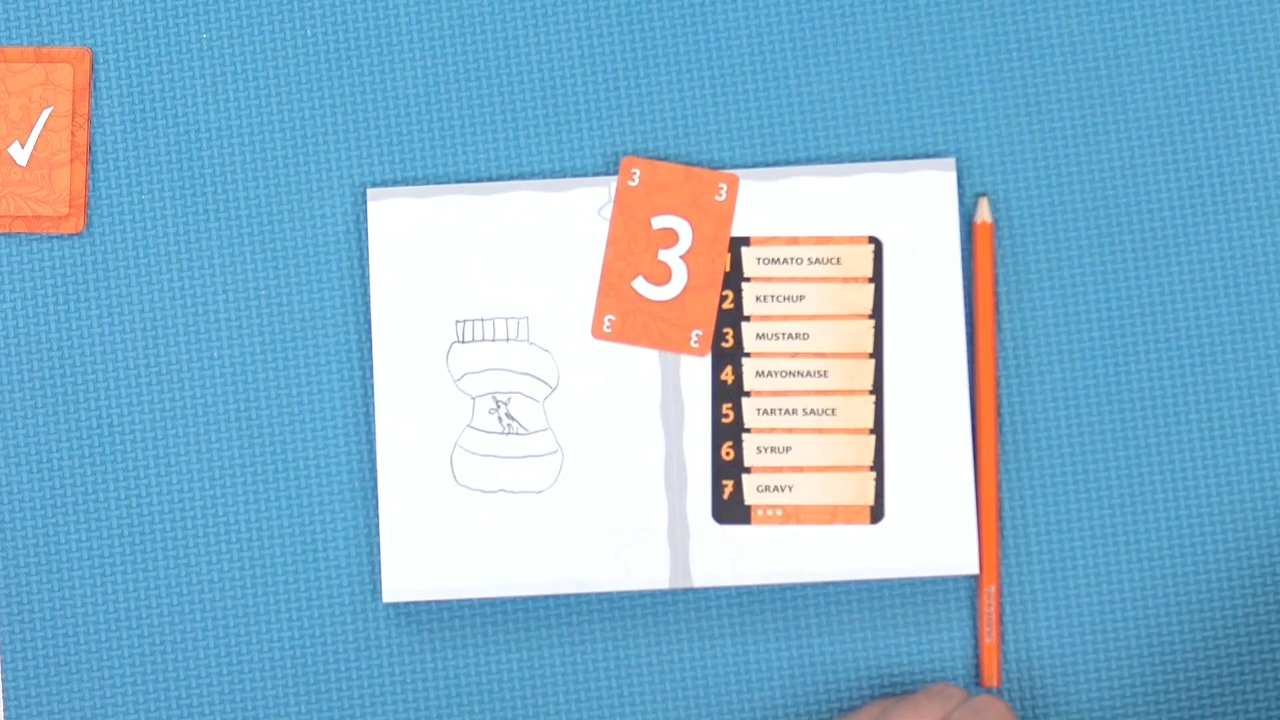 3
3
3
3
3
1 TOMATO SAUCE
2 KETCHUP
3 MUSTARD
4 MAYONNAISE
5 TARTAR SAUCE
6 SYRUP
7 GRAVY